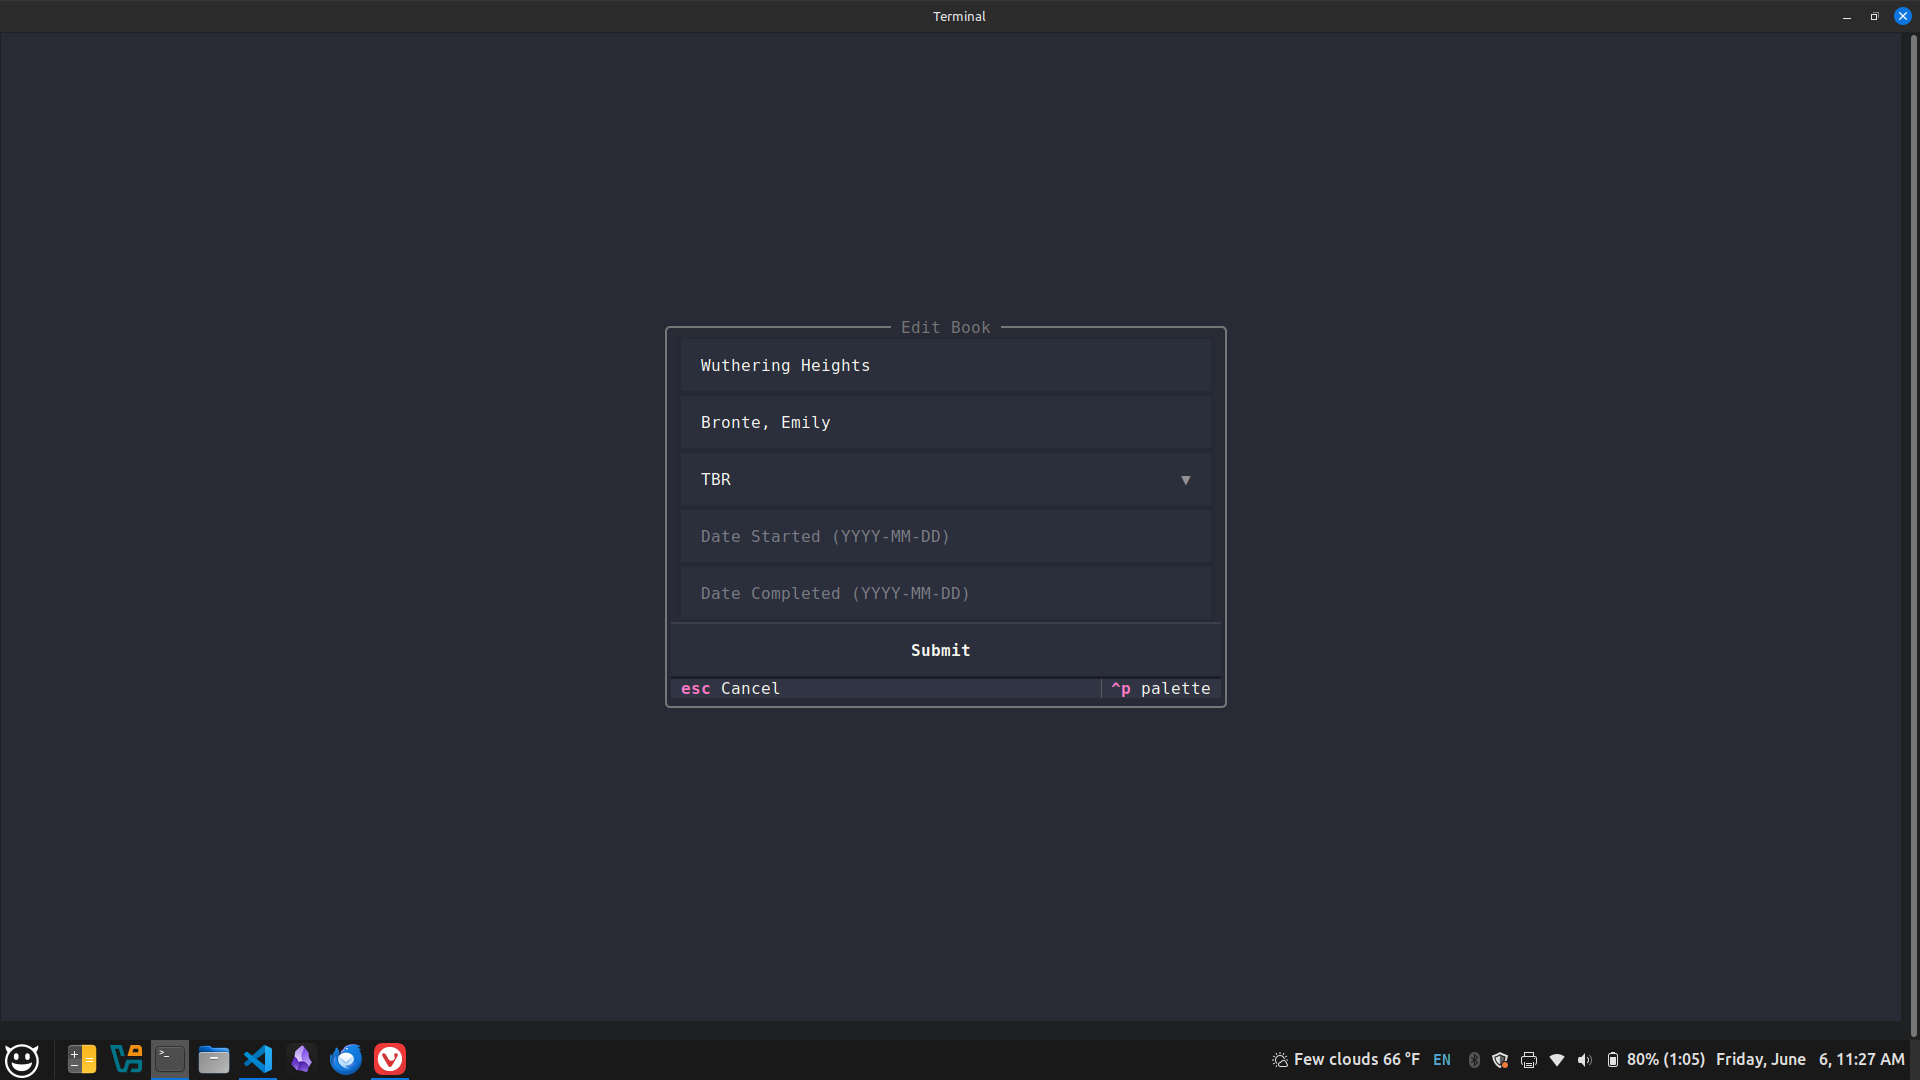 Terminal
Edit Book
Wuthering Heights
Bronte, Emily
TBR ▼
Date Started (YYYY-MM-DD)
Date Completed (YYYY-MM-DD)
Submit
esc Cancel ^p palette
Few clouds 66 °F EN 80% (1:05) Friday, June 6, 11:27 AM